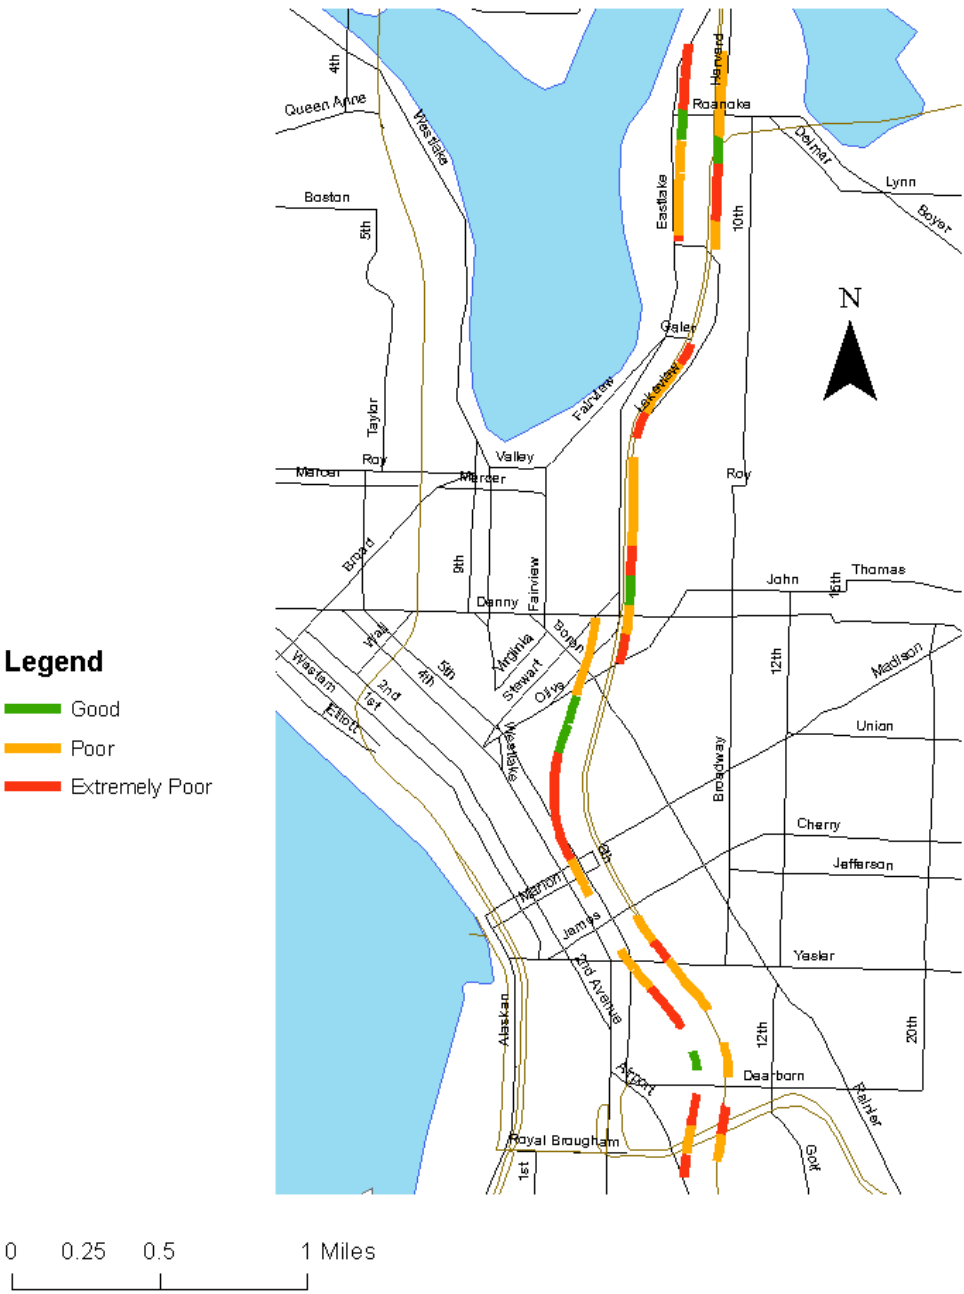 Harvard
4th
Queen Anne
Roanoke
Westlake
Delmar
Lynn
Boston
5th
Eastlake
10th
Boyer
N
Galer
Lakeview
Fairview
Taylor
Valley
Roy
Mercer
Mercer
Roy
Broad
9th
Fairview
John
15th
Thomas
Denny
Wall
Virginia
Boren
Stewart
Olive
5th
4th
2nd
1st
Western
Elliott
Westlake
12th
Madison
Union
Broadway
Legend
Good
Poor
Extremely Poor
Cherry
Jefferson
6th
Marion
James
Yesler
2nd Avenue
Alaskan
12th
20th
Airport
Dearborn
Rainier
Royal Brougham
1st
Golf
0 0.25 0.5 1 Miles